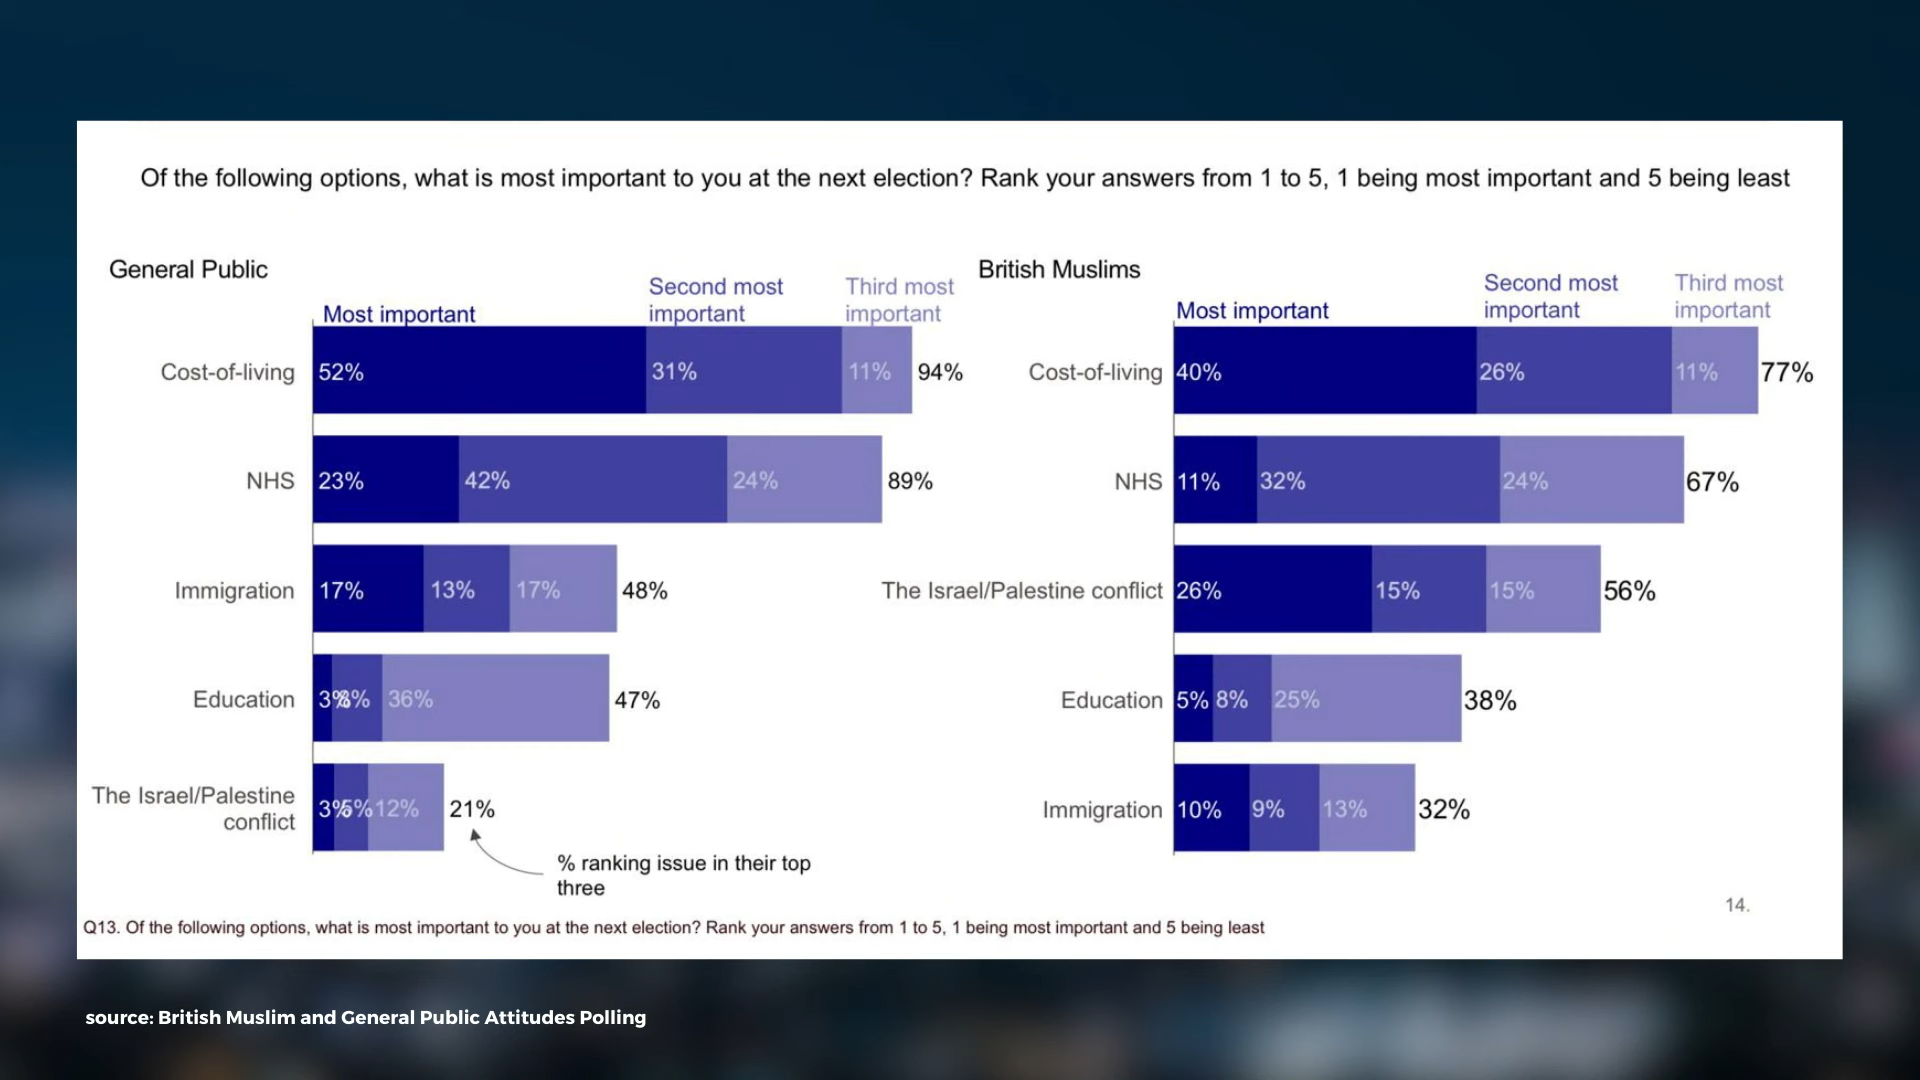 Of the following options, what is most important to you at the next election? Rank your answers from 1 to 5, 1 being most important and 5 being least
General Public
Most important
Second most
important
Third most
important
Cost-of-living 52% 31% 11% 94%
NHS 23% 42% 24% 89%
Immigration 17% 13% 17% 48%
Education 3% 8% 36% 47%
The Israel/Palestine
conflict
3% 5% 12% 21%
% ranking issue in their top
three
British Muslims
Most important
Second most
important
Third most
important
Cost-of-living 40% 26% 11% 77%
NHS 11% 32% 24% 67%
The Israel/Palestine conflict 26% 15% 15% 56%
Education 5% 8% 25% 38%
Immigration 10% 9% 13% 32%
14.
Q13. Of the following options, what is most important to you at the next election? Rank your answers from 1 to 5, 1 being most important and 5 being least
source: British Muslim and General Public Attitudes Polling